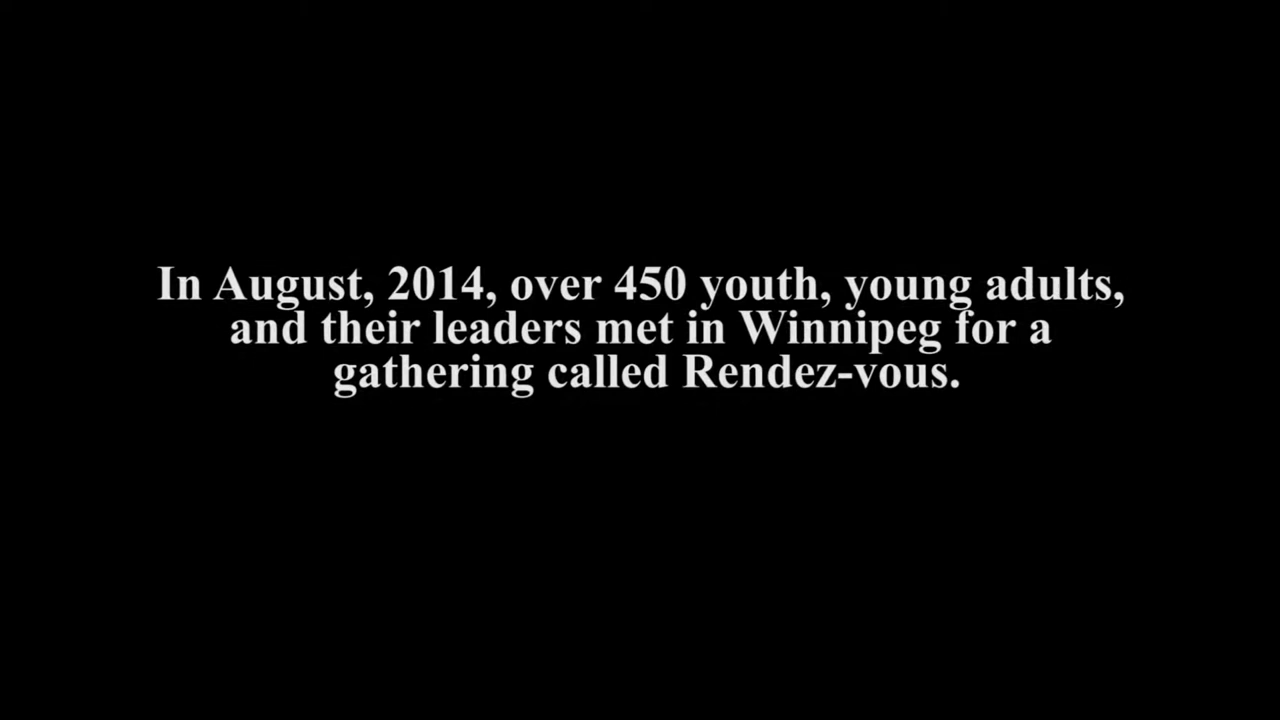 In August, 2014, over 450 youth, young adults,
and their leaders met in Winnipeg for a
gathering called Rendez-vous.